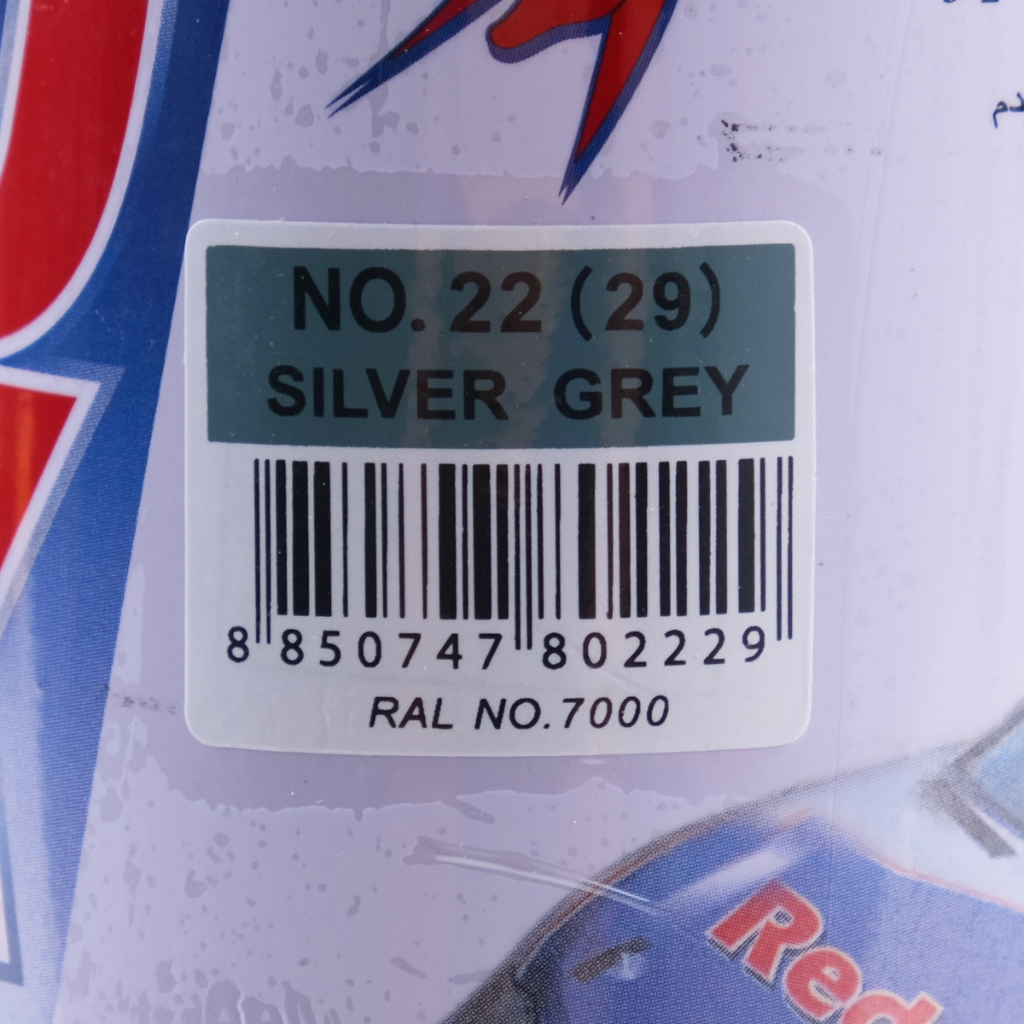 NO. 22 (29)
SILVER GREY
8 850747 802229
RAL NO. 7000
Red